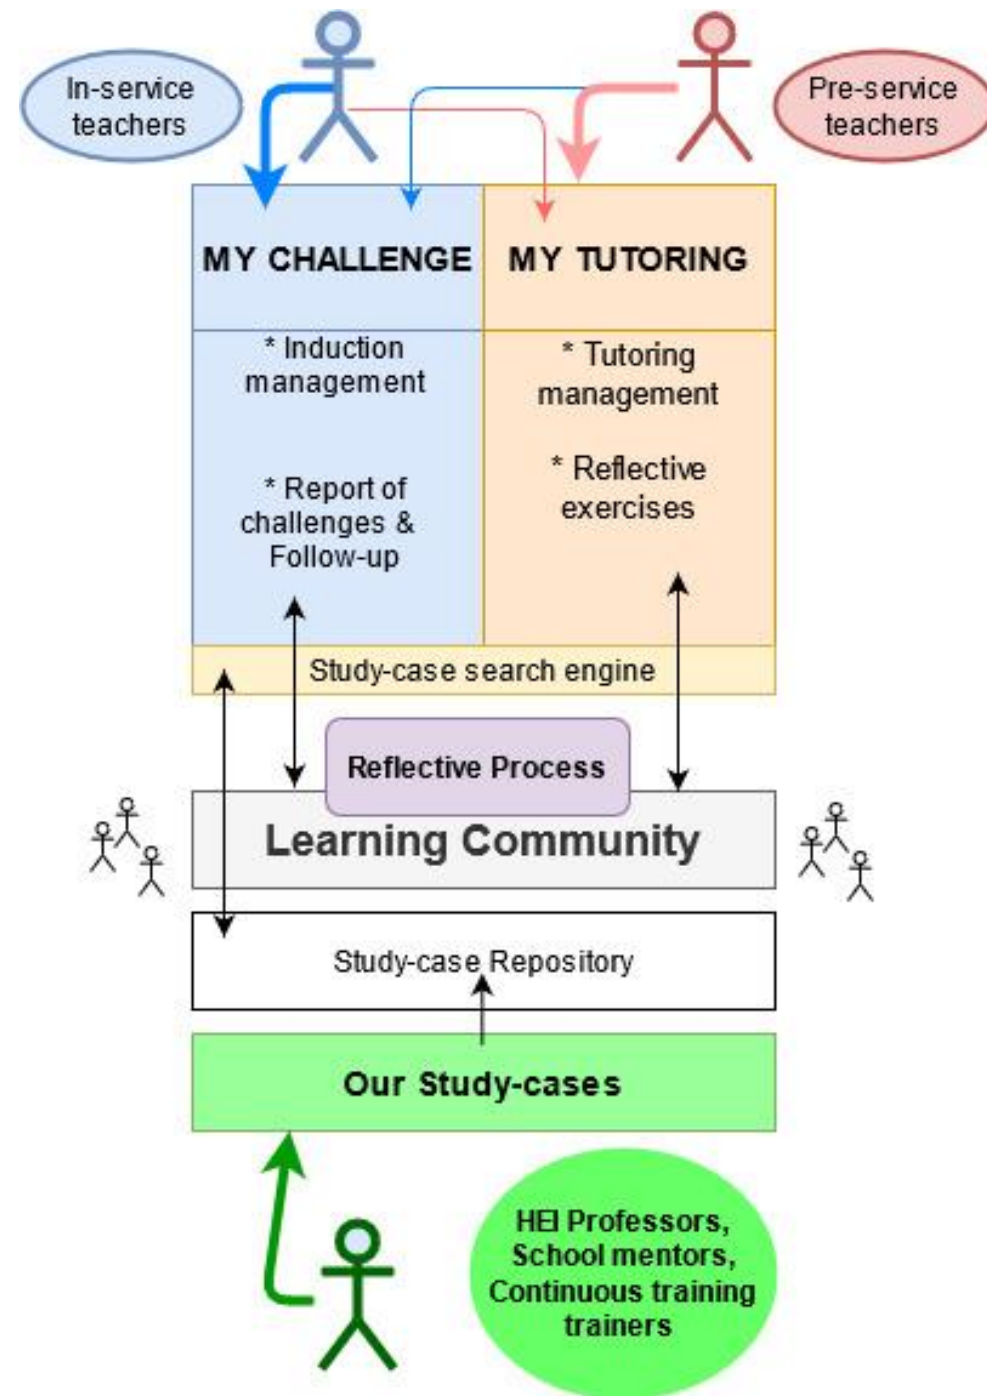 In-service
teachers
Pre-service
teachers
MY CHALLENGE
MY TUTORING
* Induction
management
* Report of
challenges &
Follow-up
* Tutoring
management
* Reflective
exercises
Study-case search engine
Reflective Process
Learning Community
Study-case Repository
Our Study-cases
HEI Professors,
School mentors,
Continuous training
trainers